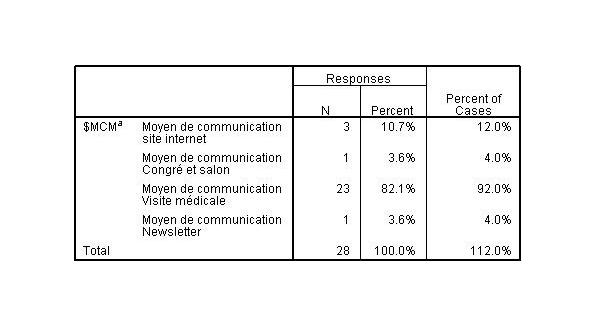 Responses
N Percent Percent of Cases
$MCMa Moyen de communication site internet 3 10.7% 12.0%
Moyen de communication Congré et salon 1 3.6% 4.0%
Moyen de communication Visite médicale 23 82.1% 92.0%
Moyen de communication Newsletter 1 3.6% 4.0%
Total 28 100.0% 112.0%